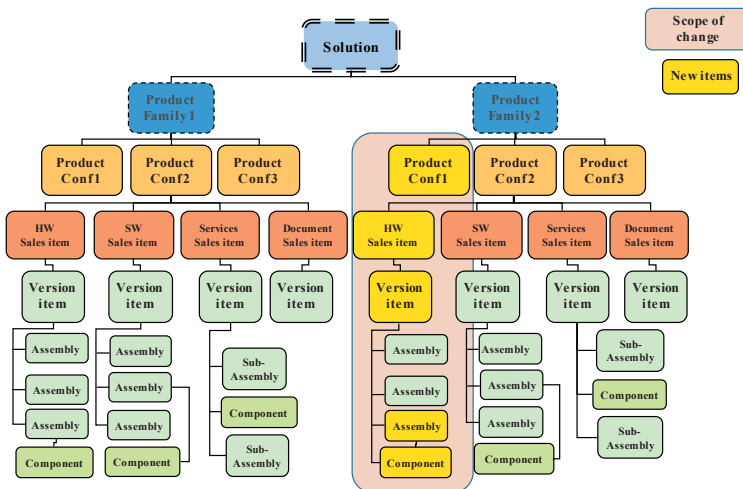 Solution
Scope of
change
New items
Product
Family1
Product
Family2
Product
Conf1
Product
Conf2
Product
Conf3
Product
Conf1
Product
Conf2
Product
Conf3
HW
Sales item
SW
Sales item
Services
Sales item
Document
Sales item
HW
Sales item
SW
Sales item
Services
Sales item
Document
Sales item
Version
item
Version
item
Version
item
Version
item
Version
item
Version
item
Version
item
Version
item
Assembly
Assembly
Assembly
Component
Assembly
Assembly
Assembly
Component
Sub-
Assembly
Component
Sub-
Assembly
Assembly
Assembly
Assembly
Component
Assembly
Assembly
Assembly
Component
Sub-
Assembly
Component
Sub-
Assembly